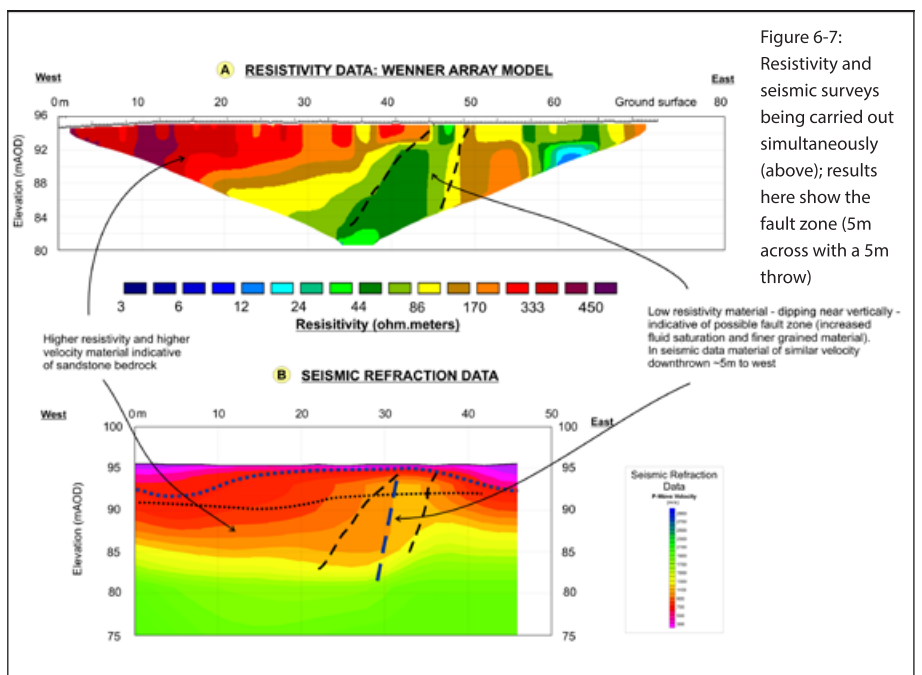 Figure 6-7:
Resistivity and
seismic surveys
being carried out
simultaneously
(above); results
here show the
fault zone (5m
across with a 5m
throw)
A RESISTIVITY DATA: WENNER ARRAY MODEL
West
East
0m 10 20 30 40 50 60 Ground surface 80
Elevation (mAOD)
96
92
88
84
80
3 6 12 24 44 86 170 333 450
Resisitivity (ohm.meters)
Higher resistivity and higher
velocity material indicative
of sandstone bedrock
Low resistivity material - dipping near vertically -
indicative of possible fault zone (increased
fluid saturation and finer grained material).
In seismic data material of similar velocity
downthrown ~5m to west
B SEISMIC REFRACTION DATA
West
East
0m 10 20 30 40 50
Elevation (mAOD)
100 100
95 95
90 90
85 85
80 80
75 75
Seismic Refraction
Data
P-Wave Velocity